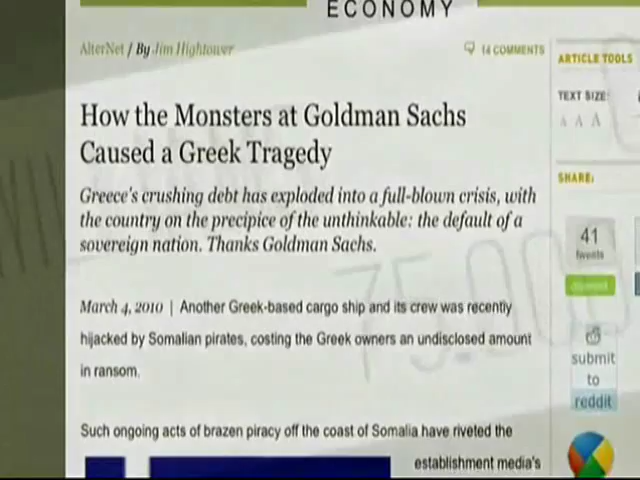 ECONOMY
AlterNet / By Jim Hightower
14 COMMENTS
ARTICLE TOOLS
How the Monsters at Goldman Sachs
Caused a Greek Tragedy
TEXT SIZE:
A A A
Greece's crushing debt has exploded into a full-blown crisis, with
the country on the precipice of the unthinkable: the default of a
sovereign nation. Thanks Goldman Sachs.
SHARE:
41
tweets
75.000
March 4, 2010 | Another Greek-based cargo ship and its crew was recently
hijacked by Somalian pirates, costing the Greek owners an undisclosed amount
in ransom.
submit
to
reddit
Such ongoing acts of brazen piracy off the coast of Somalia have riveted the
establishment media's